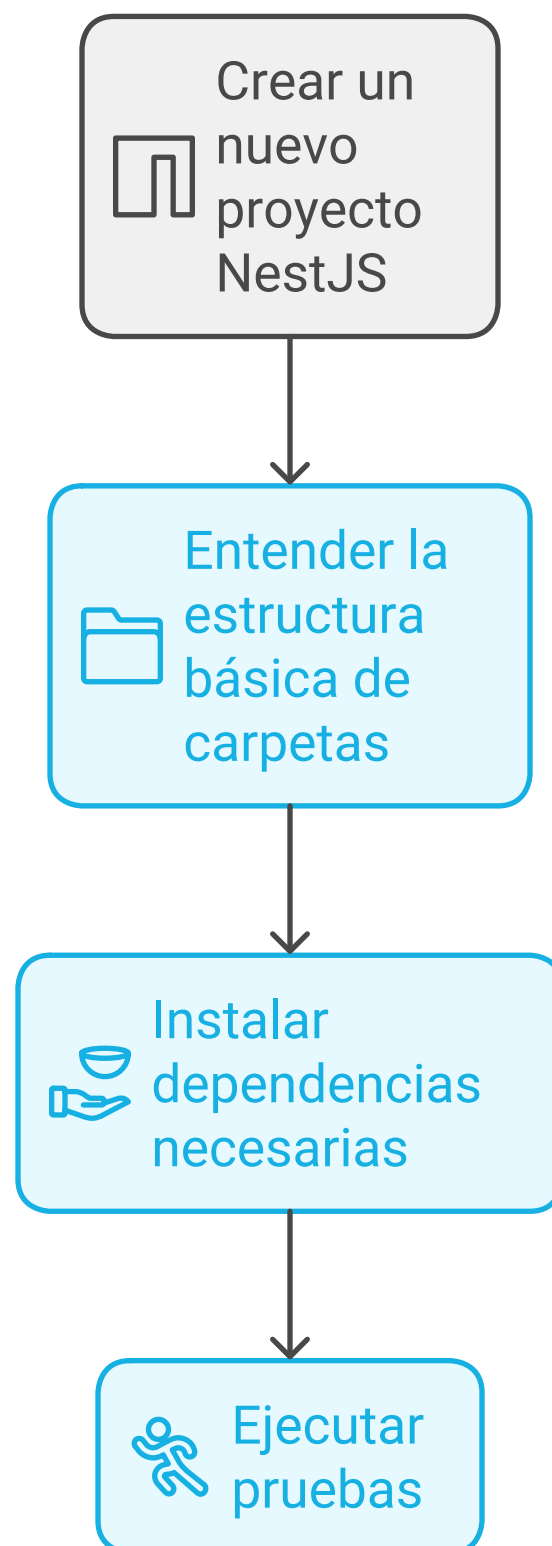 Crear un
nuevo
proyecto
NestJS
Entender la
estructura
básica de
carpetas
Instalar
dependencias
necesarias
Ejecutar
pruebas